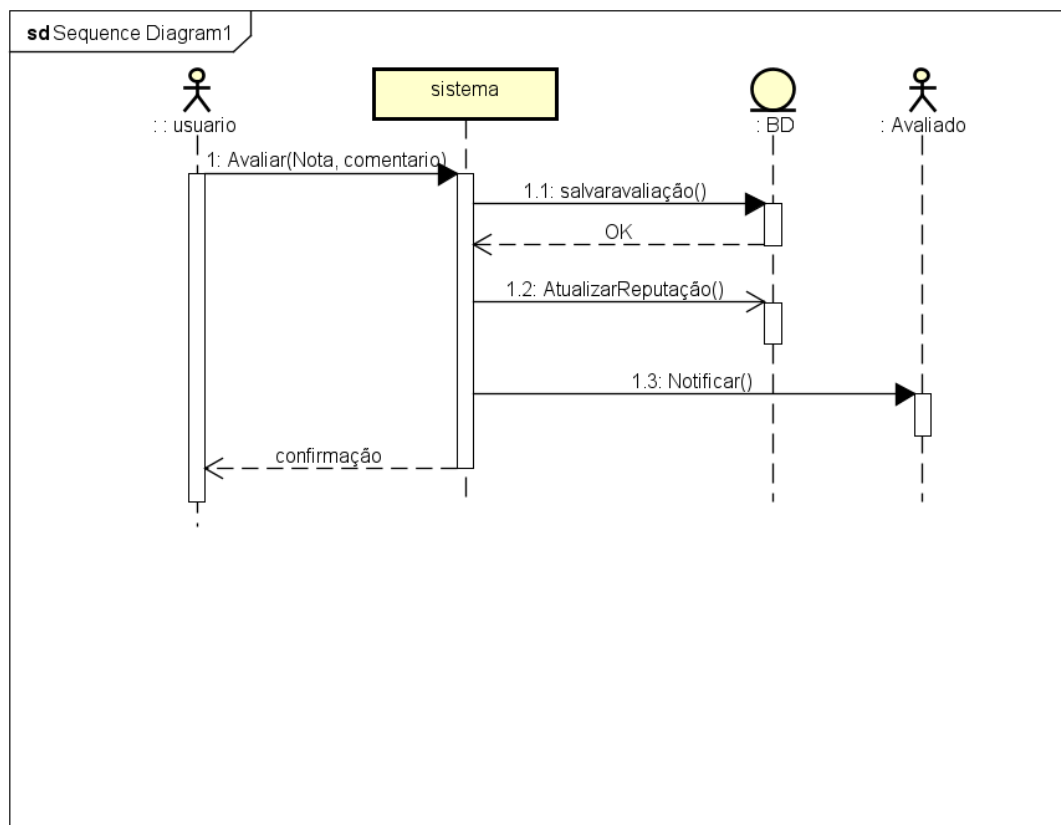 sd Sequence Diagram1
: : usuario
sistema
: BD
: Avaliado
1: Avaliar(Nota, comentario)
1.1: salvaravaliação()
OK
1.2: AtualizarReputação()
1.3: Notificar()
confirmação